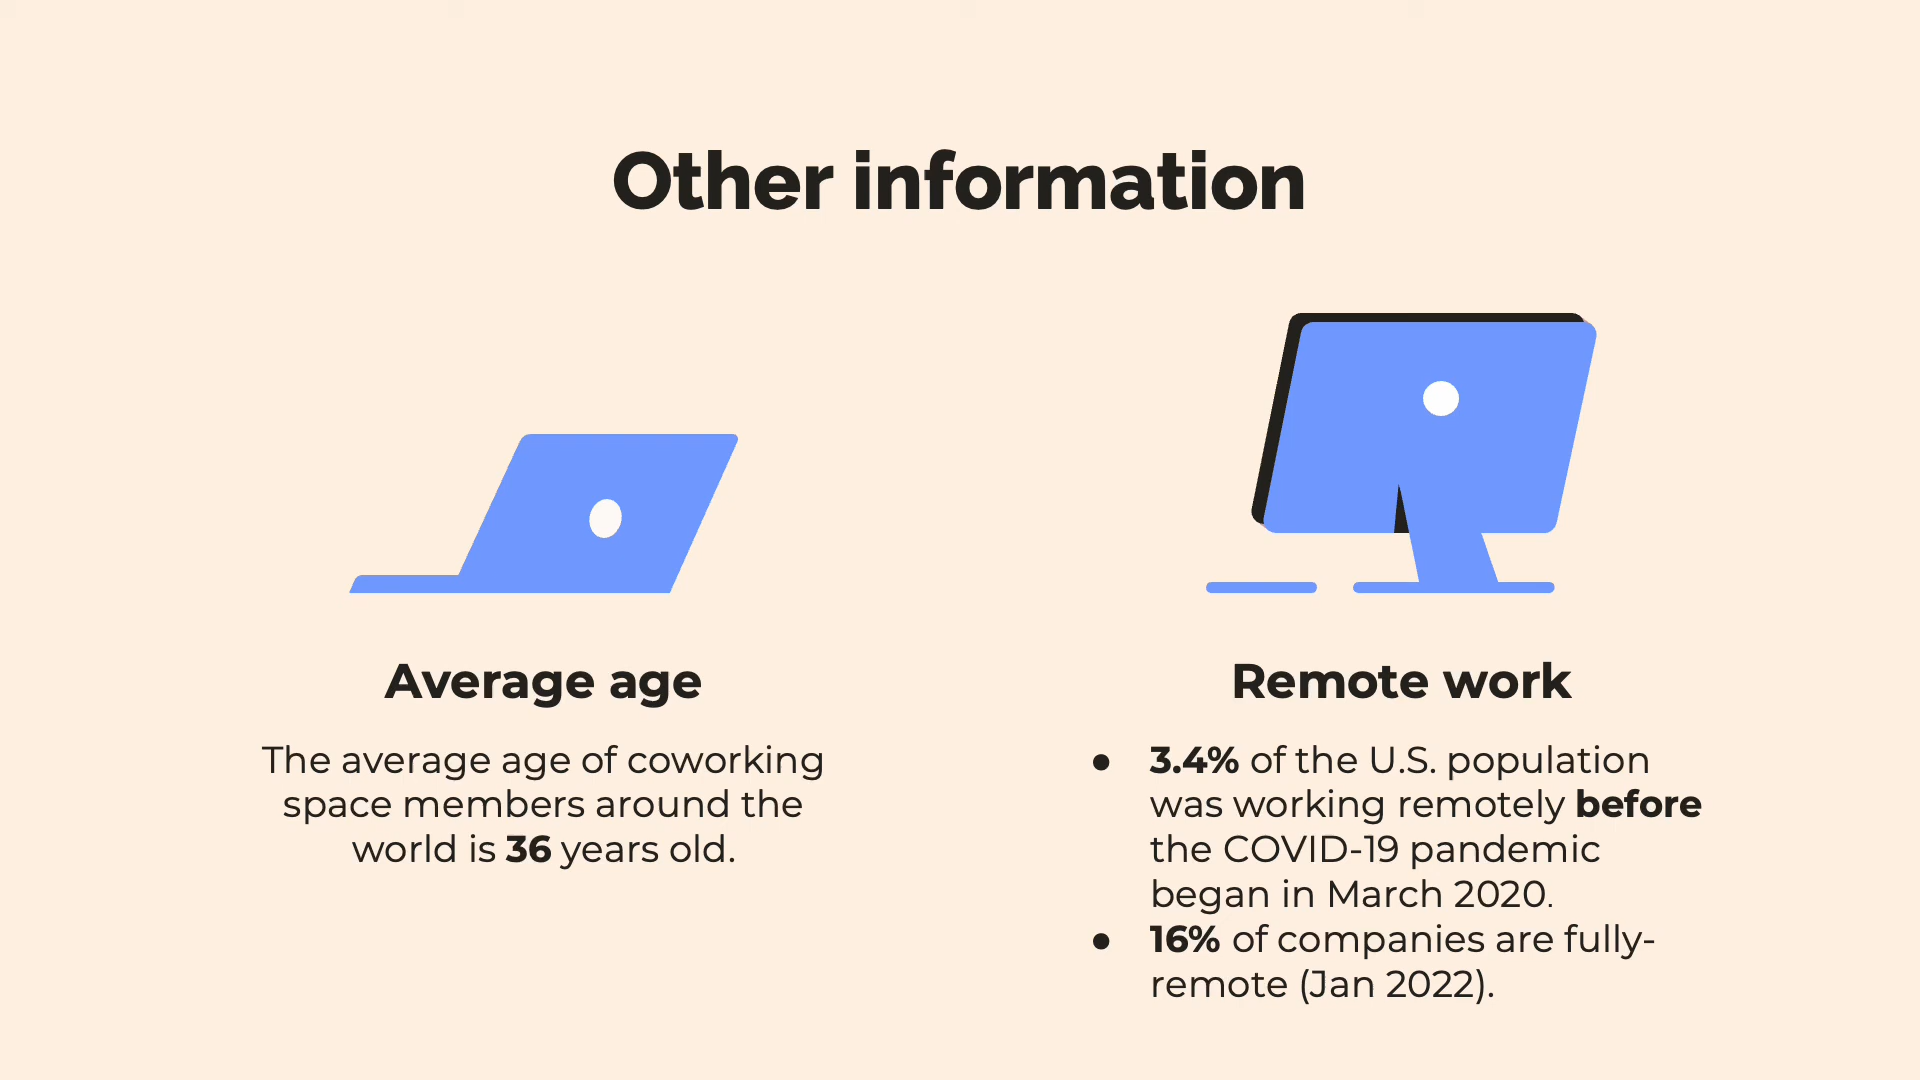 Other information
Average age
The average age of coworking
space members around the
world is 36 years old.
Remote work
● 3.4% of the U.S. population
was working remotely before
the COVID-19 pandemic
began in March 2020.
● 16% of companies are fully-
remote (Jan 2022).